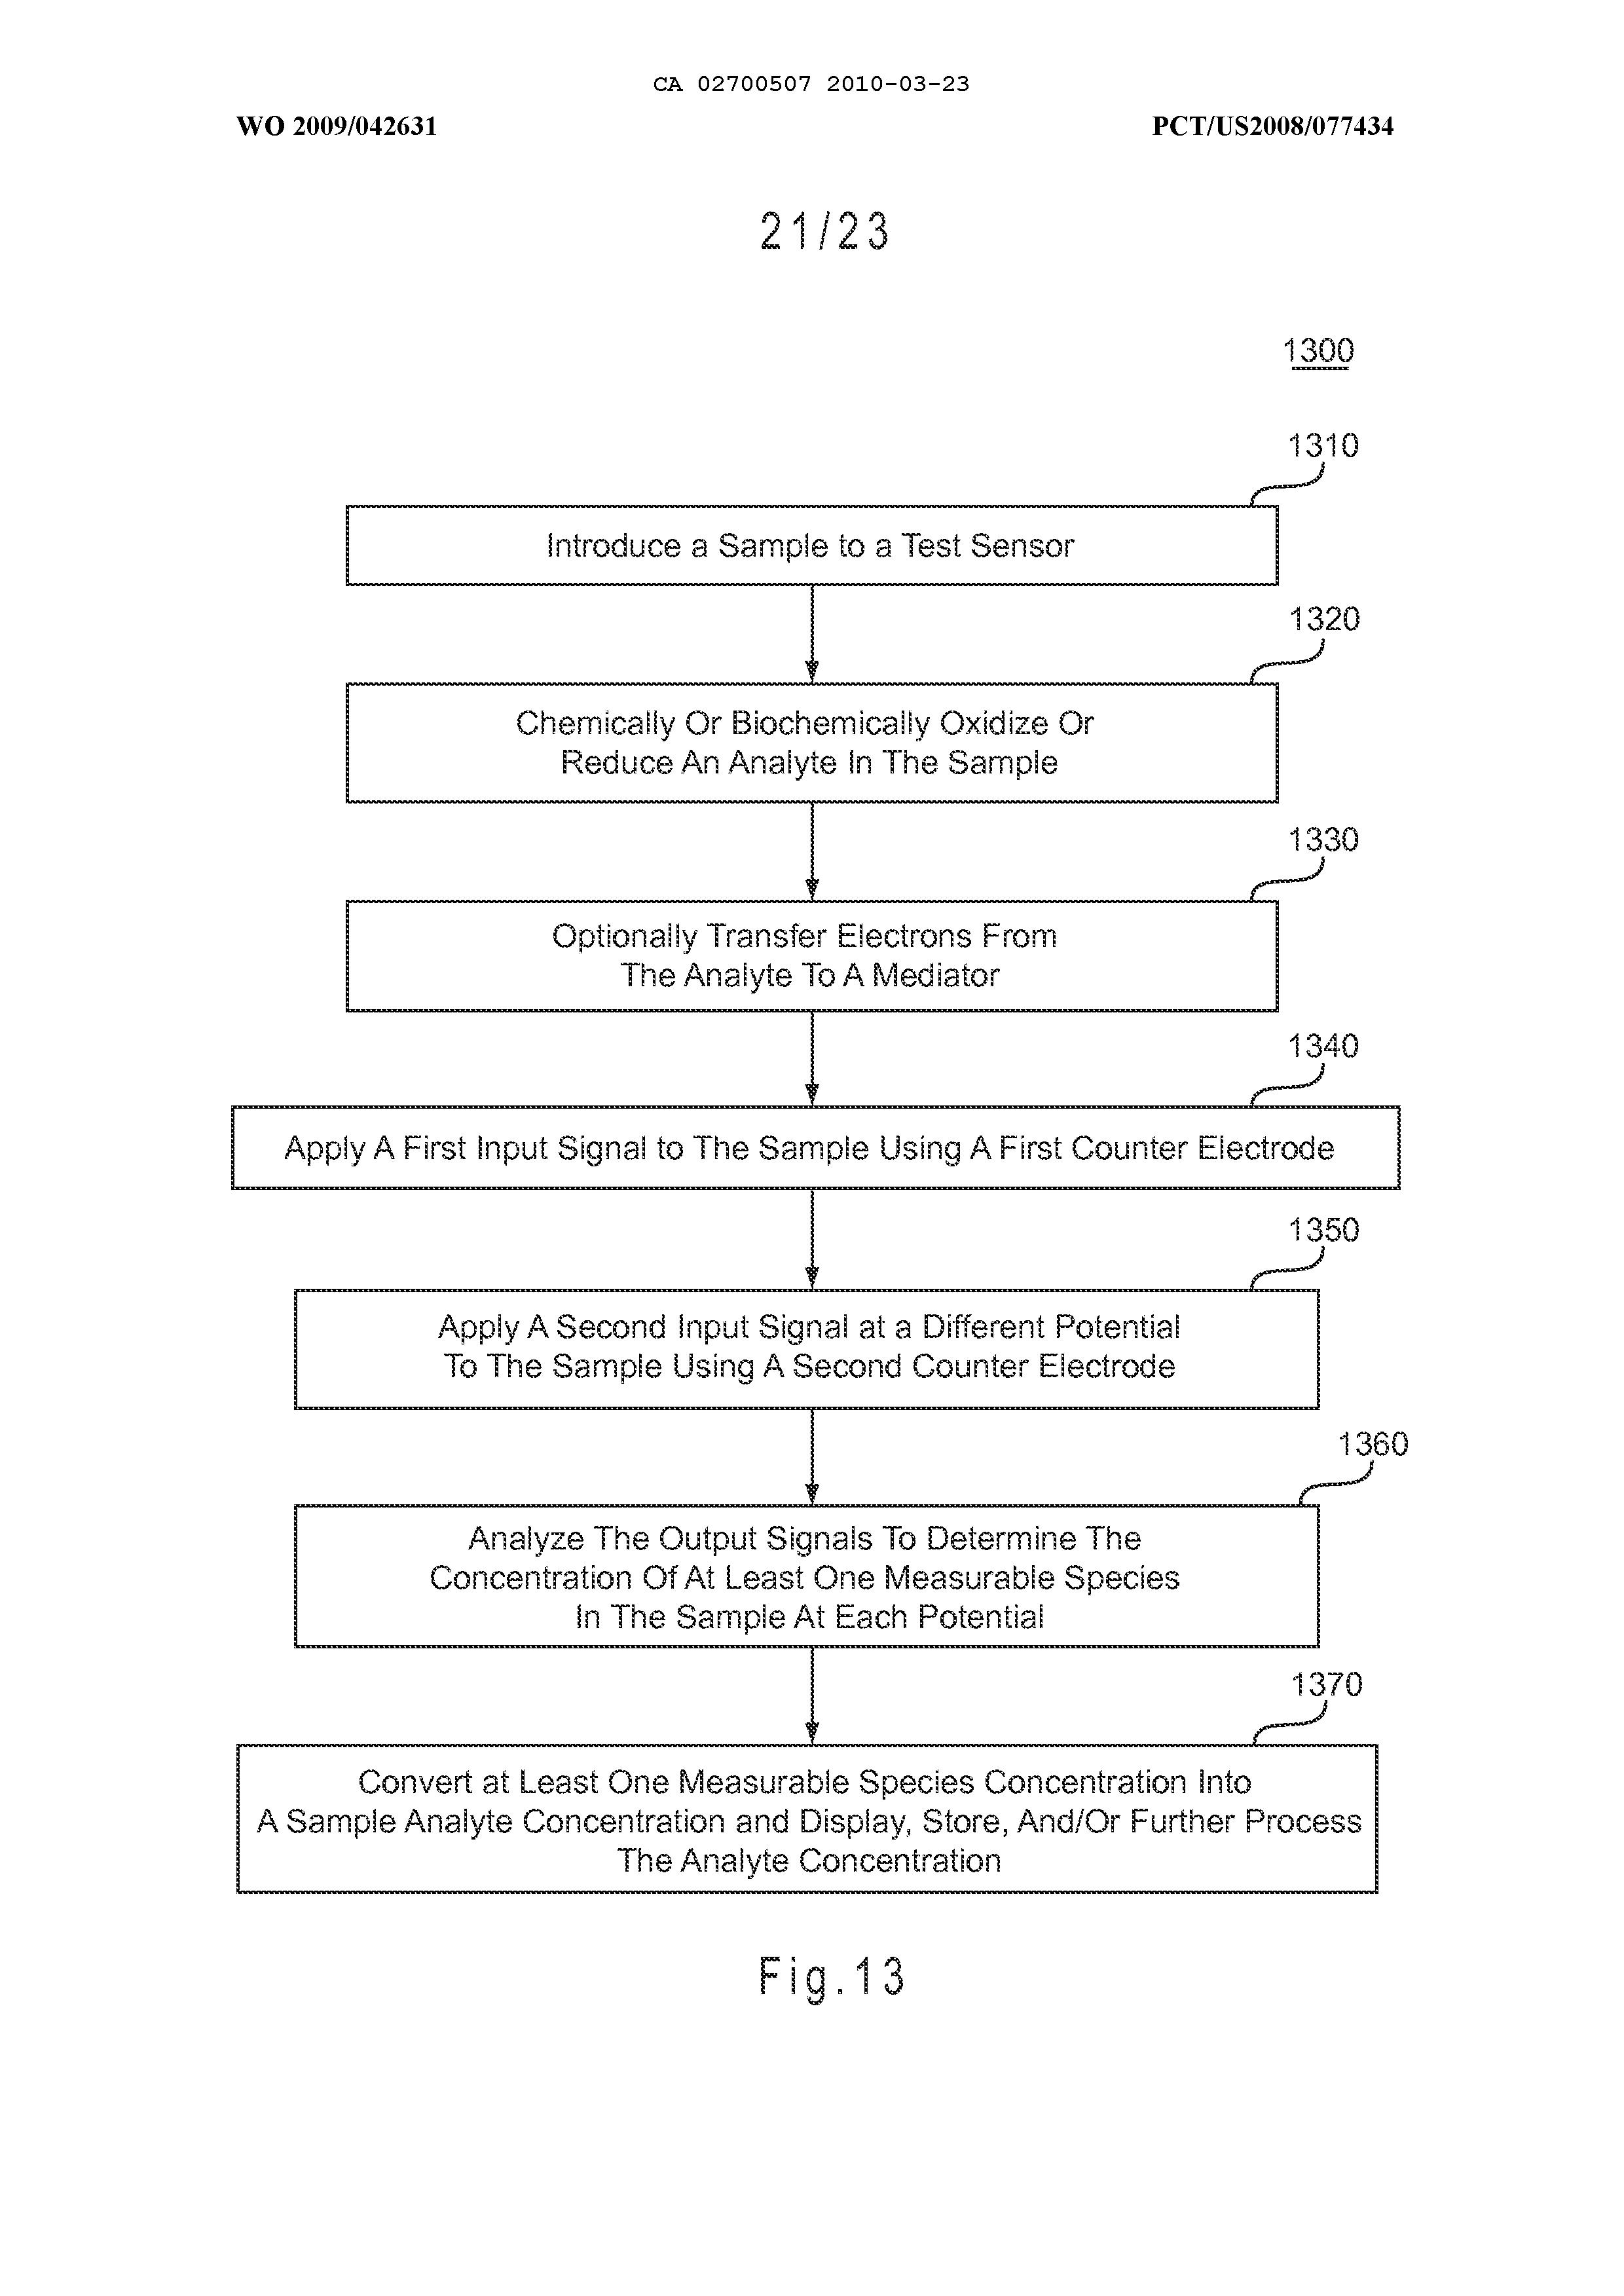 CA 02700507 2010-03-23
WO 2009/042631 PCT/US2008/077434
21/23
1300
1310
Introduce a Sample to a Test Sensor
1320
Chemically Or Biochemically Oxidize Or
Reduce An Analyte In The Sample
1330
Optionally Transfer Electrons From
The Analyte To A Mediator
1340
Apply A First Input Signal to The Sample Using A First Counter Electrode
1350
Apply A Second Input Signal at a Different Potential
To The Sample Using A Second Counter Electrode
1360
Analyze The Output Signals To Determine The
Concentration Of At Least One Measurable Species
In The Sample At Each Potential
1370
Convert at Least One Measurable Species Concentration Into
A Sample Analyte Concentration and Display, Store, And/Or Further Process
The Analyte Concentration
Fig.13